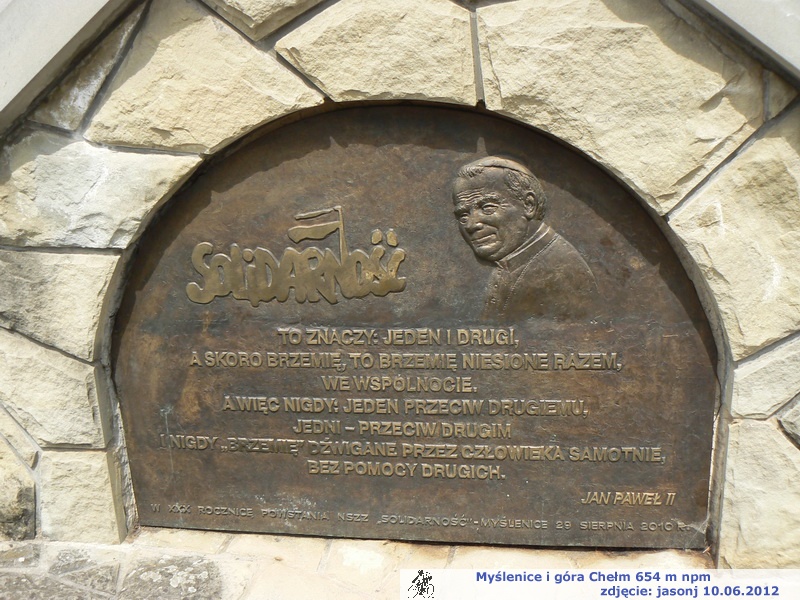 SOLIDARNOŚĆ
TO ZNACZY: JEDEN I DRUGI,
A SKORO BRZEMIĘ, TO BRZEMIĘ NIESIONE RAZEM,
WE WSPÓLNOCIE.
A WIĘC NIGDY: JEDEN PRZECIW DRUGIEMU,
JEDNI – PRZECIW DRUGIM
I NIGDY „BRZEMIĘ” DŹWIGANE PRZEZ CZŁOWIEKA SAMOTNIE,
BEZ POMOCY DRUGICH.
JAN PAWEŁ II
W XXX ROCZNICĘ POWSTANIA NSZZ „SOLIDARNOŚĆ” - MYŚLENICE 29 SIERPNIA 2010 r.
Myślenice i góra Chełm 654 m npm
zdjęcie: jasonj 10.06.2012